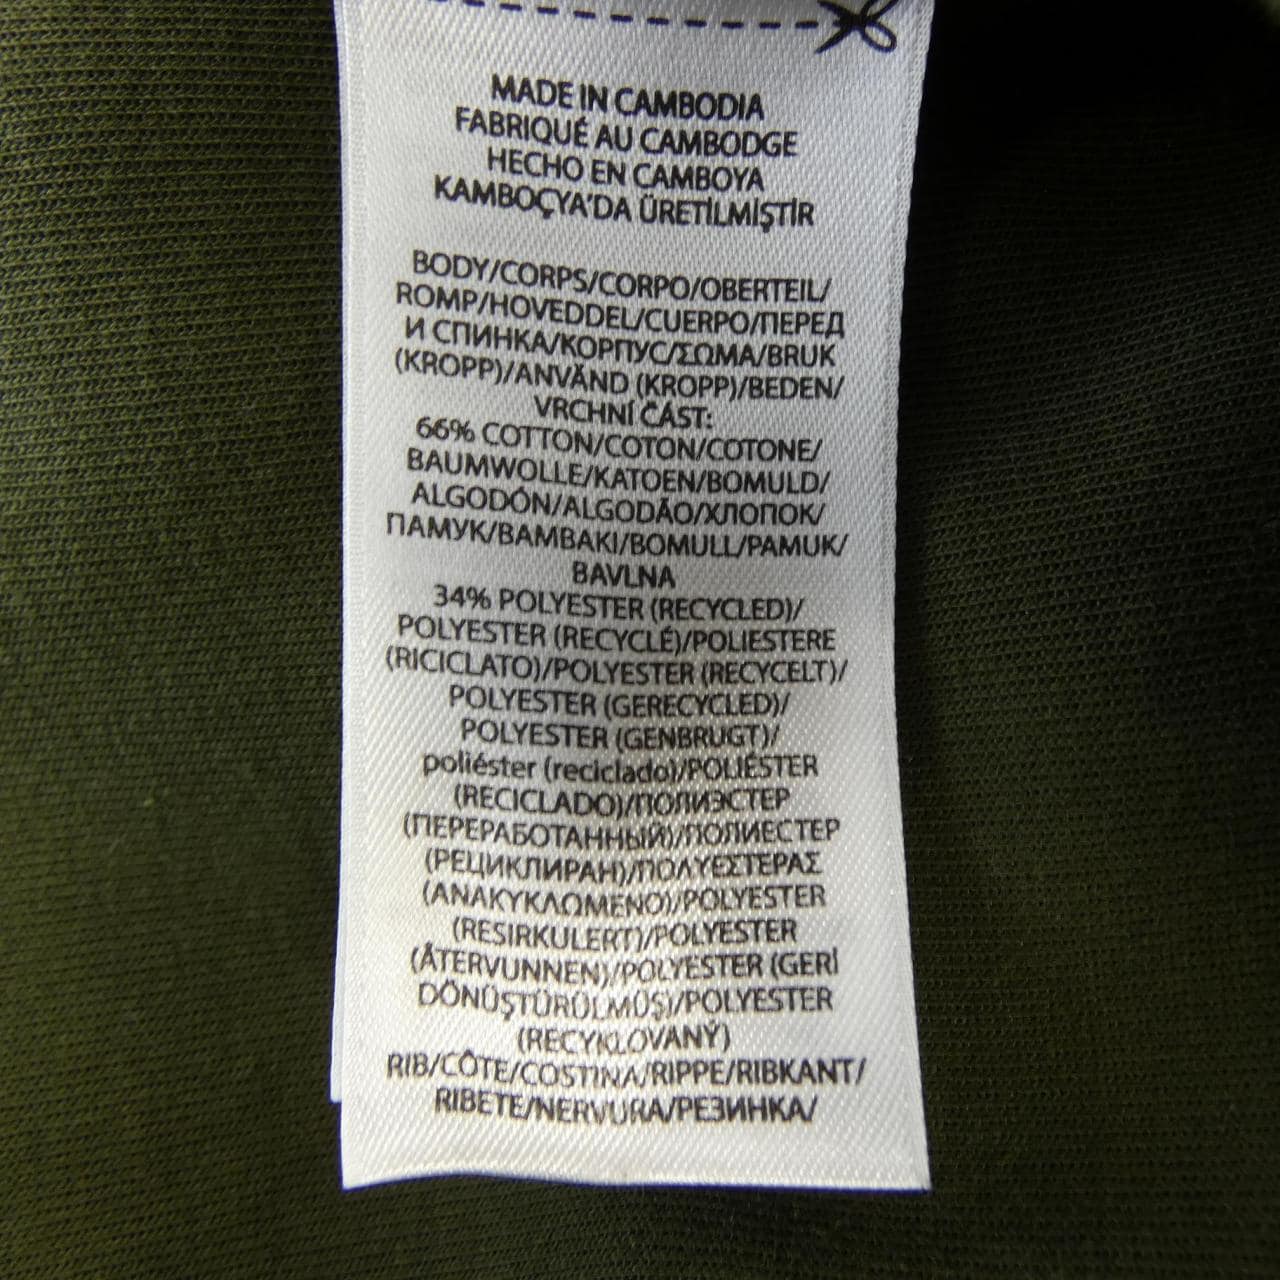 MADE IN CAMBODIA
FABRIQUÉ AU CAMBODGE
HECHO EN CAMBOYA
KAMBOÇYA'DA ÜRETİLMİŞTİR
BODY/CORPS/CORPO/OBERTEIL/
ROMP/HOVEDDEL/CUERPO/ПЕРЕД
И СПИНКА/КОРПУС/ΣΩΜΑ/BRUK
(KROPP)/ANVÄND (KROPP)/BEDEN/
VRCHNÍ ČÁST:
66% COTTON/COTON/COTONE/
BAUMWOLLE/KATOEN/BOMULD/
ALGODÓN/ALGODÃO/ХЛОПОК/
ПАМУК/ΒΑΜΒΑΚΙ/BOMULL/PAMUK/
BAVLNA
34% POLYESTER (RECYCLED)/
POLYESTER (RECYCLÉ)/POLIESTERE
(RICICLATO)/POLYESTER (RECYCELT)/
POLYESTER (GERECYCLED)/
POLYESTER (GENBRUGT)/
poliéster (reciclado)/POLIÉSTER
(RECICLADO)/ПОЛИЭСТЕР
(ПЕРЕРАБОТАННЫЙ)/ПОЛИЕСТЕР
(РЕЦИКЛИРАН)/ΠΟΛΥΕΣΤΕΡΑΣ
(ΑΝΑΚΥΚΛΩΜΕΝΟ)/POLYESTER
(RESIRKULERT)/POLYESTER
(ÅTERVUNNEN)/POLYESTER (GERİ
DÖNÜŞTÜRÜLMÜŞ)/POLYESTER
(RECYKLOVANÝ)
RIB/CÔTE/COSTINA/RIPPE/RIBKANT/
RIBETE/NERVURA/РЕЗИНКА/